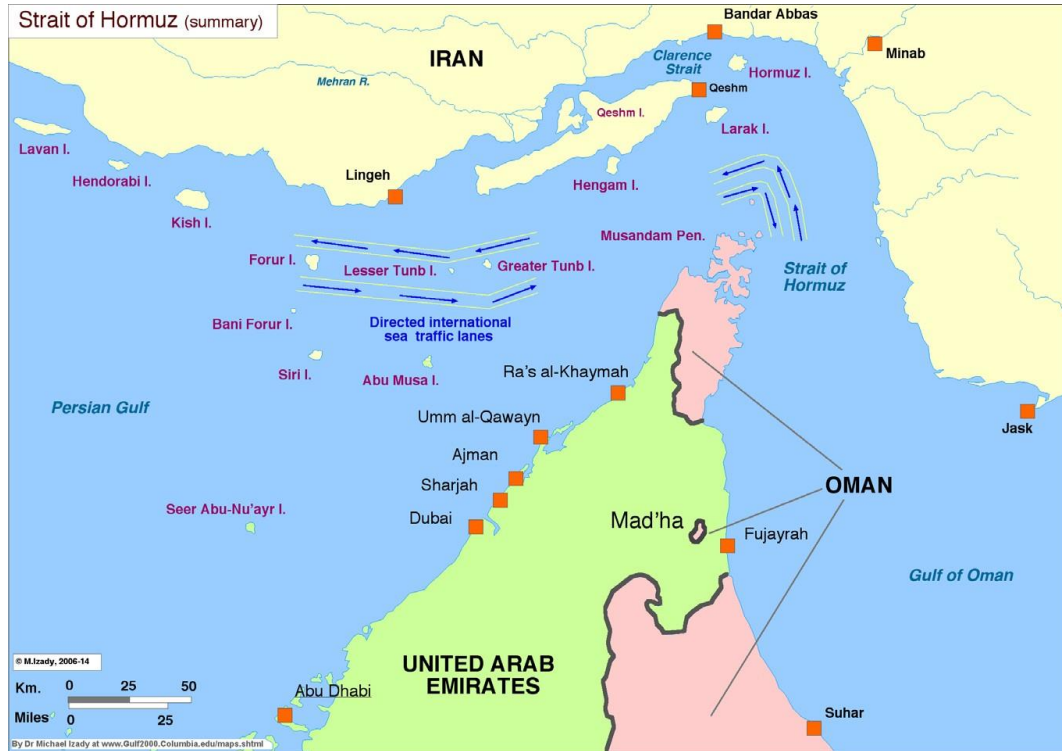 Strait of Hormuz (summary)
Bandar Abbas
IRAN
Clarence
Strait
Minab
Hormuz I.
Mehran R.
Qeshm
Qeshm I.
Larak I.
Lavan I.
Hendorabi I.
Lingeh
Hengam I.
Kish I.
Musandam Pen.
Forur I.
Lesser Tunb I.
Greater Tunb I.
Strait of
Hormuz
Bani Forur I.
Directed international
sea traffic lanes
Siri I.
Abu Musa I.
Ra's al-Khaymah
Persian Gulf
Umm al-Qawayn
Jask
Ajman
Sharjah
OMAN
Seer Abu-Nu'ayr I.
Dubai
Mad'ha
Fujayrah
Gulf of Oman
© M.Izady, 2006-14
UNITED ARAB
EMIRATES
Km. 0 25 50
Miles 0 25
Abu Dhabi
Suhar
By Dr Michael Izady at www.Gulf2000.Columbia.edu/maps.shtml